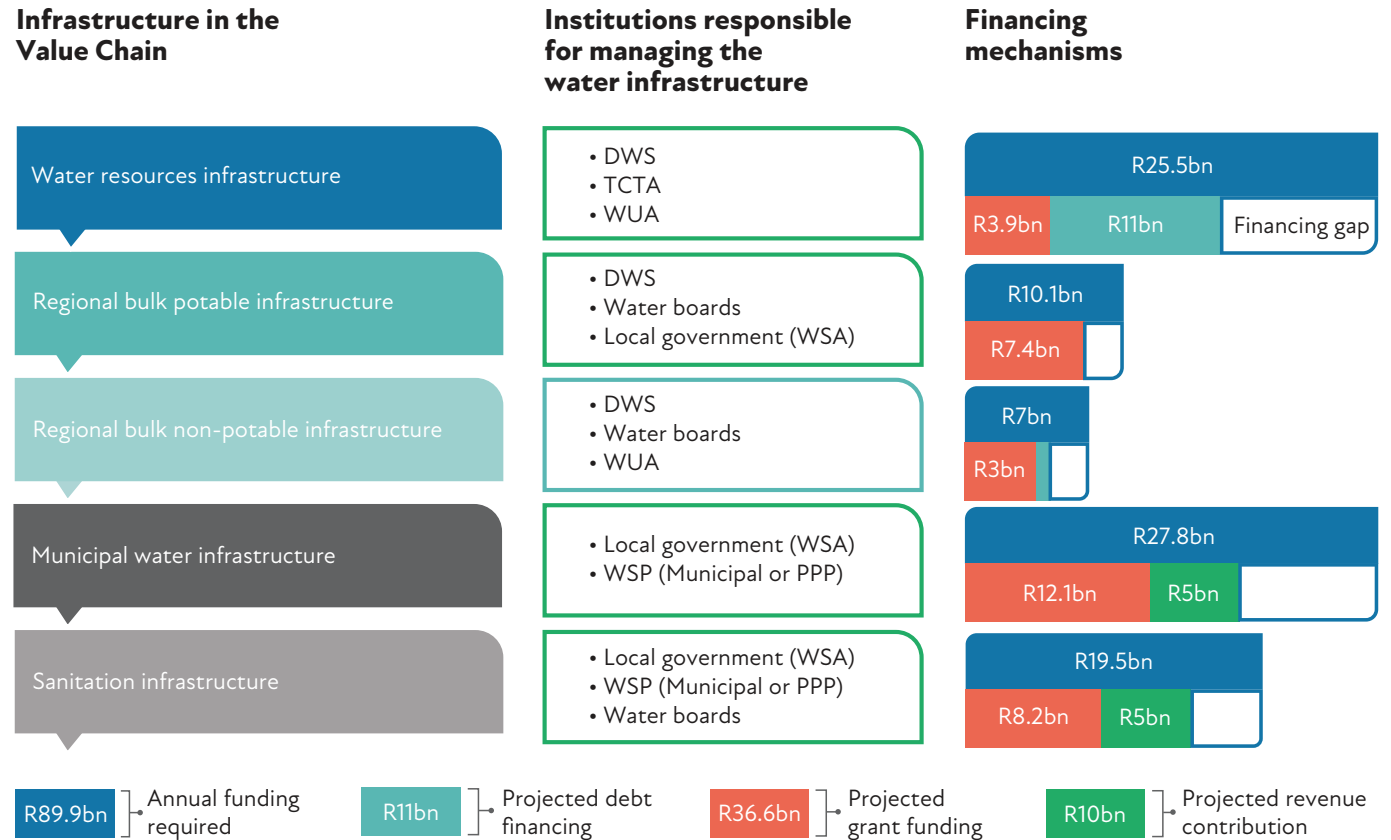 Infrastructure in the
Value Chain
Institutions responsible
for managing the
water infrastructure
Financing
mechanisms
Water resources infrastructure
• DWS
• TCTA
• WUA
R25.5bn
R3.9bn
R11bn
Financing gap
Regional bulk potable infrastructure
• DWS
• Water boards
• Local government (WSA)
R10.1bn
R7.4bn
Regional bulk non-potable infrastructure
• DWS
• Water boards
• WUA
R7bn
R3bn
Municipal water infrastructure
• Local government (WSA)
• WSP (Municipal or PPP)
R27.8bn
R12.1bn
R5bn
Sanitation infrastructure
• Local government (WSA)
• WSP (Municipal or PPP)
• Water boards
R19.5bn
R8.2bn
R5bn
R89.9bn
Annual funding
required
R11bn
Projected debt
financing
R36.6bn
Projected
grant funding
R10bn
Projected revenue
contribution